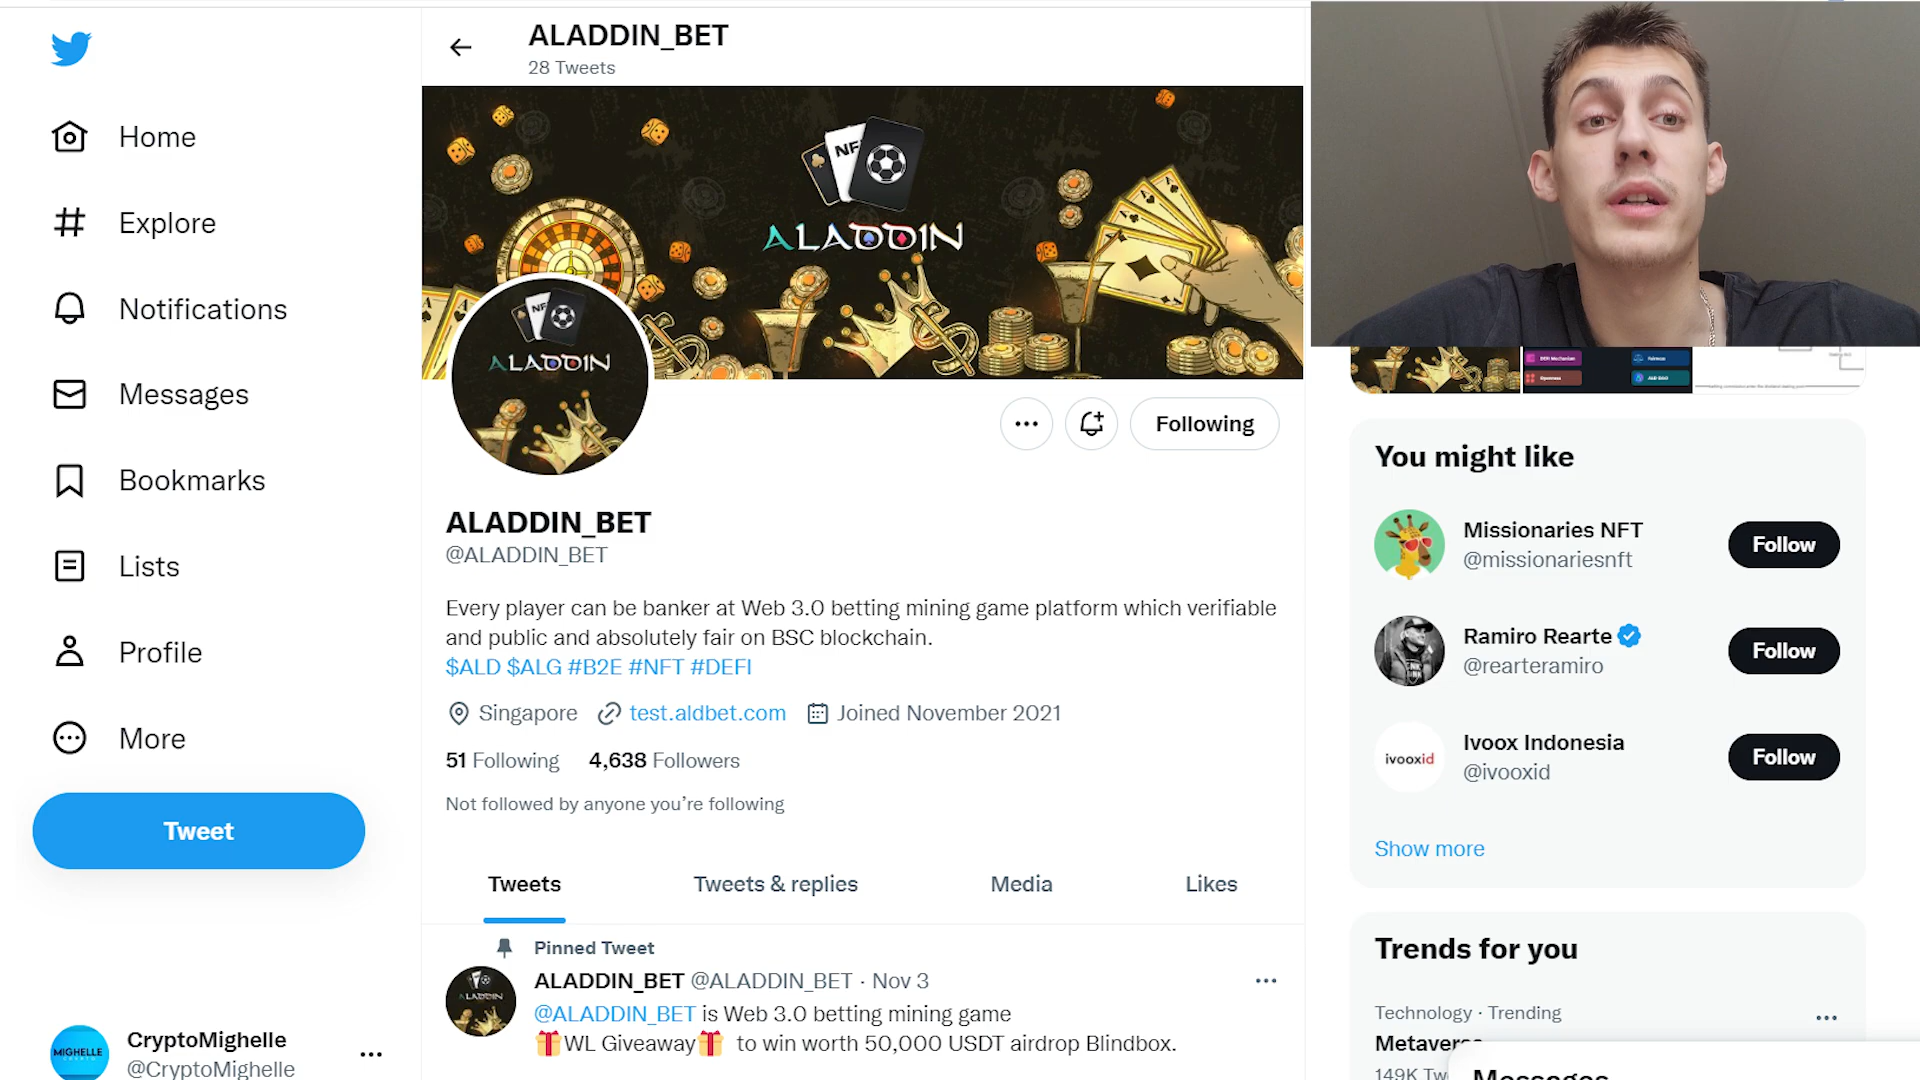 Home
Explore
Notifications
Messages
Bookmarks
Lists
Profile
More
Tweet
MIGHELLE
CryptoMighelle
@CryptoMighelle
ALADDIN_BET
28 Tweets
ALADDIN
ALADDIN
Following
ALADDIN_BET
@ALADDIN_BET
Every player can be banker at Web 3.0 betting mining game platform which verifiable
and public and absolutely fair on BSC blockchain.
$ALD $ALG #B2E #NFT #DEFI
Singapore test.aldbet.com Joined November 2021
51 Following 4,638 Followers
Not followed by anyone you’re following
Tweets Tweets & replies Media Likes
Pinned Tweet
ALADDIN
ALADDIN_BET @ALADDIN_BET · Nov 3
@ALADDIN_BET is Web 3.0 betting mining game
🎁WL Giveaway🎁 to win worth 50,000 USDT airdrop Blindbox.
You might like
Missionaries NFT
@missionariesnft
Follow
Ramiro Rearte
@rearteramiro
Follow
ivooxid
Ivoox Indonesia
@ivooxid
Follow
Show more
Trends for you
Technology · Trending
Metaverse
149K
Messages